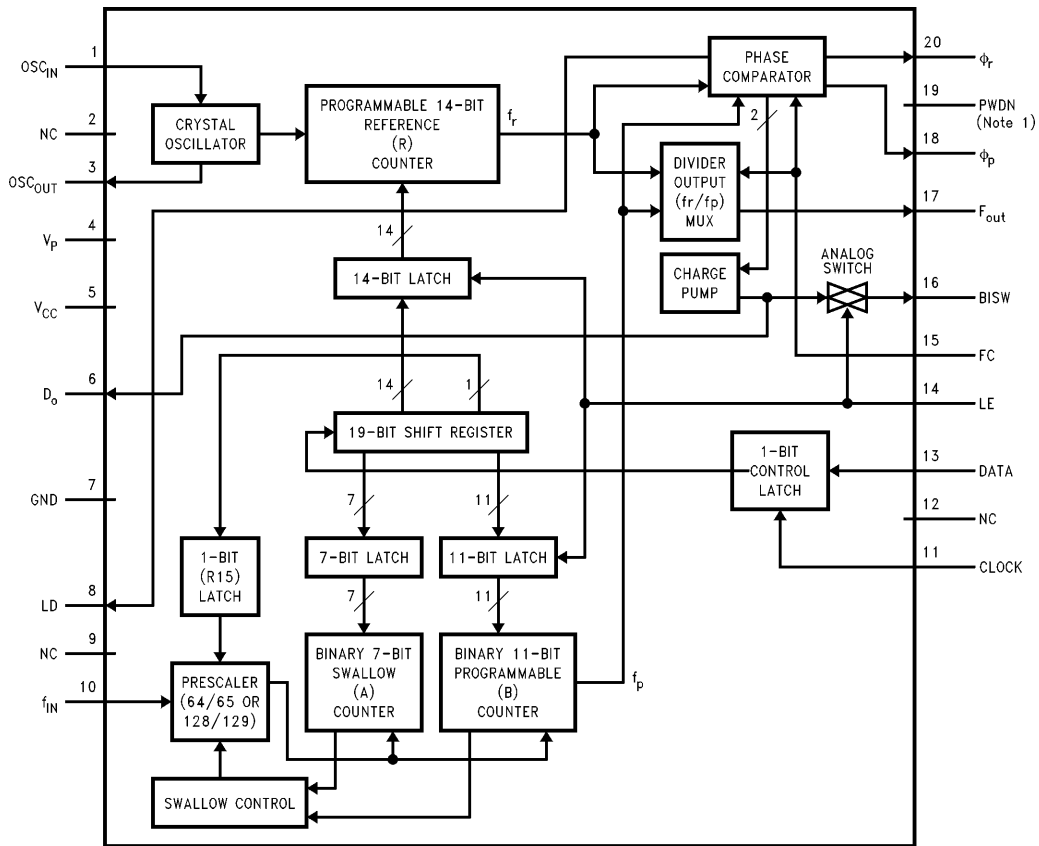 1
OSC_IN
2
NC
3
OSC_OUT
4
V_P
5
V_CC
6
D_o
7
GND
8
LD
9
NC
10
f_IN
CRYSTAL
OSCILLATOR
PROGRAMMABLE 14-BIT
REFERENCE
(R)
COUNTER
f_r
14
14-BIT LATCH
14
1
19-BIT SHIFT REGISTER
7
11
1-BIT
(R15)
LATCH
7-BIT LATCH
11-BIT LATCH
7
11
PRESCALER
(64/65 OR
128/129)
BINARY 7-BIT
SWALLOW
(A)
COUNTER
BINARY 11-BIT
PROGRAMMABLE
(B)
COUNTER
f_p
SWALLOW CONTROL
PHASE
COMPARATOR
2
DIVIDER
OUTPUT
(fr/fp)
MUX
CHARGE
PUMP
ANALOG
SWITCH
1-BIT
CONTROL
LATCH
20
ϕ_r
19
PWDN
(Note 1)
18
ϕ_p
17
F_out
16
BISW
15
FC
14
LE
13
DATA
12
NC
11
CLOCK